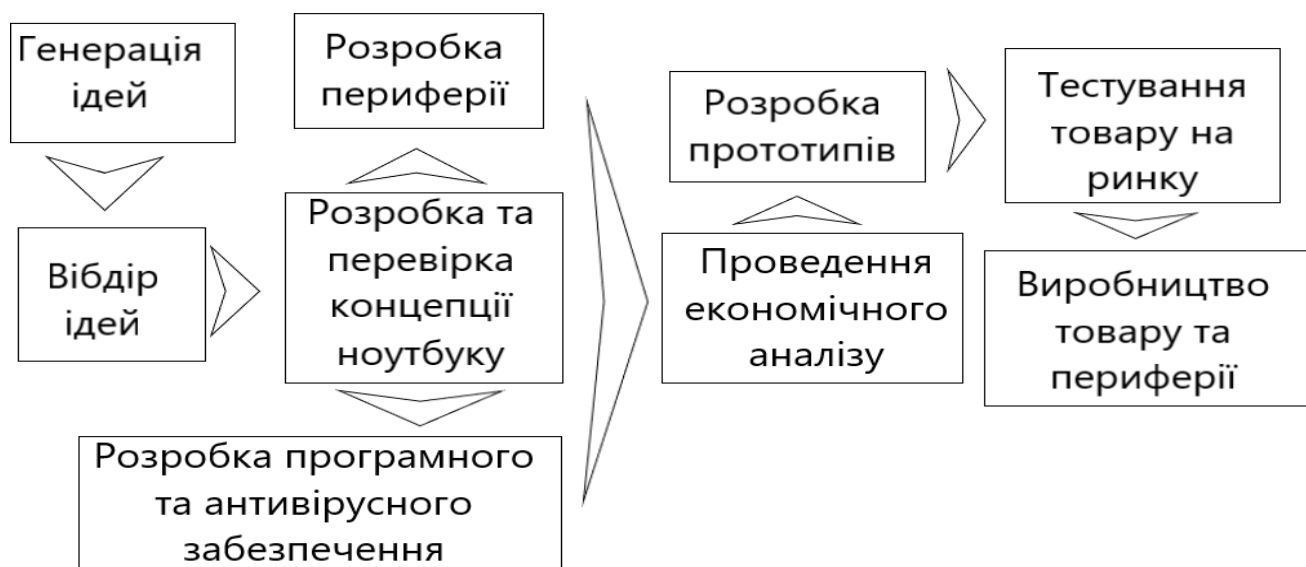 Генерація
ідей
Вібдір
ідей
Розробка
периферії
Розробка та
перевірка
концепції
ноутбуку
Розробка програмного
та антивірусного
забезпечення
Проведення
економічного
аналізу
Розробка
прототипів
Тестування
товару на
ринку
Виробництво
товару та
периферії